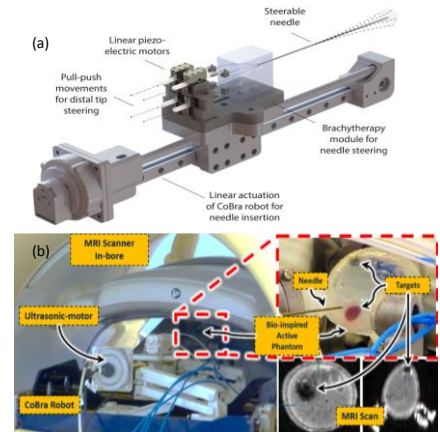 (a)
Steerable
needle
Linear piezo-
electric motors
Pull-push
movements
for distal tip
steering
Brachytherapy
module for
needle steering
Linear actuation
of CoBra robot for
needle insertion
(b)
MRI Scanner
In-bore
Needle
Targets
Ultrasonic-motor
Bio-inspired
Active
Phantom
CoBra Robot
MRI Scan